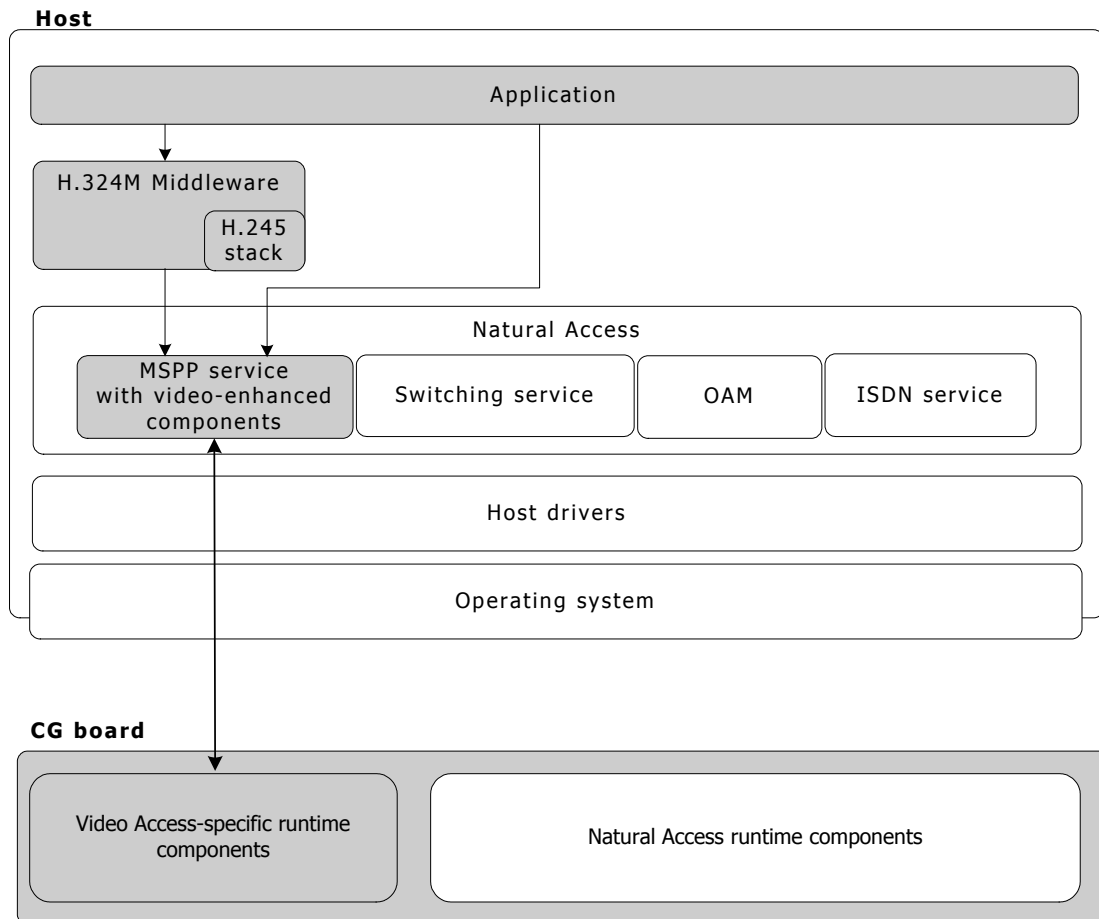 Host
Application
H.324M Middleware
H.245
stack
Natural Access
MSPP service
with video-enhanced
components
Switching service
OAM
ISDN service
Host drivers
Operating system
CG board
Video Access-specific runtime
components
Natural Access runtime components